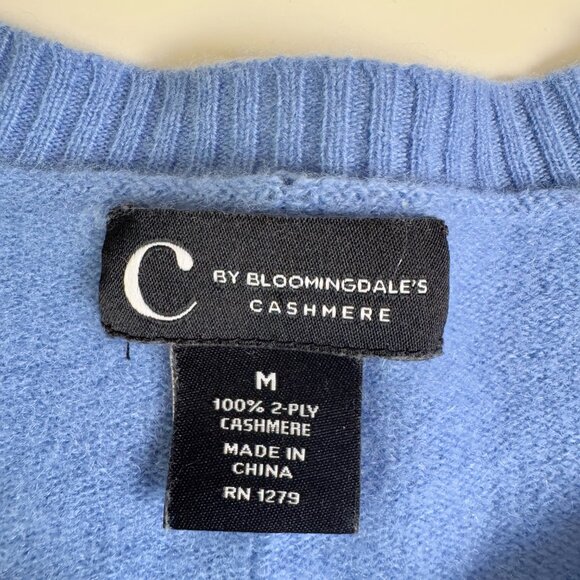 C BY BLOOMINGDALE'S
CASHMERE
M
100% 2-PLY
CASHMERE
MADE IN
CHINA
RN 1279